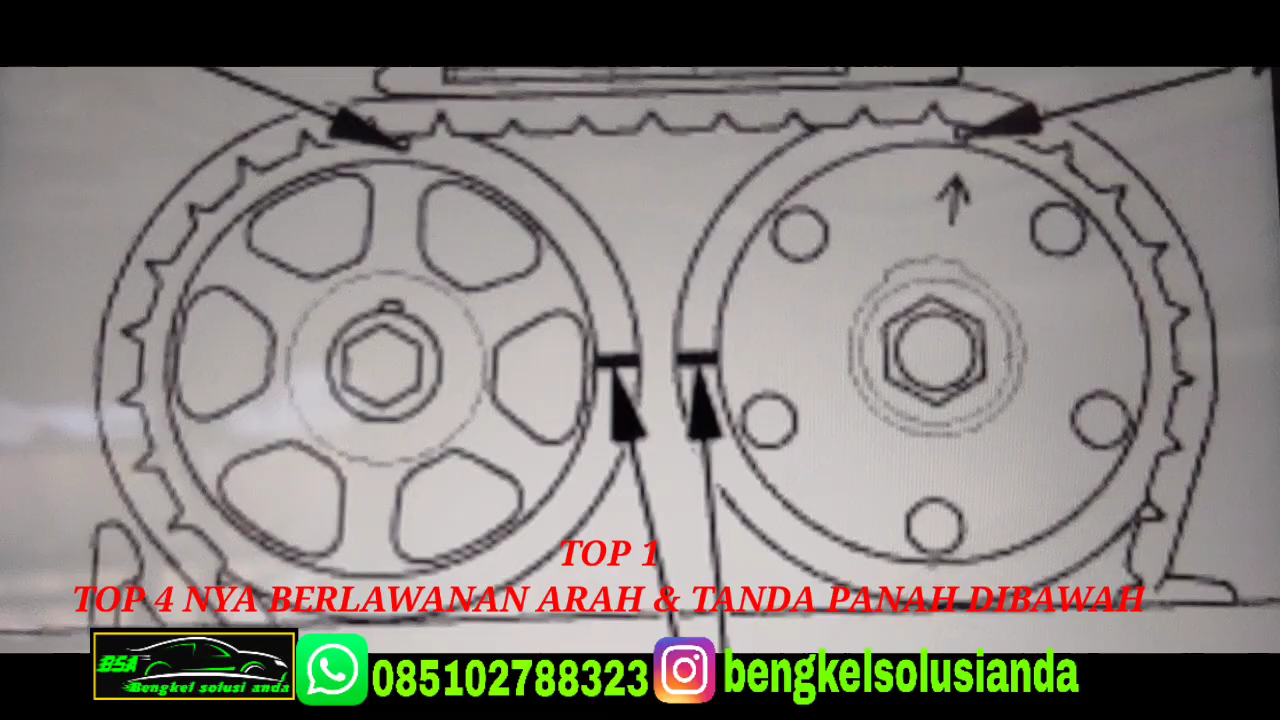 TOP 1
TOP 4 NYA BERLAWANAN ARAH & TANDA PANAH DIBAWAH
BSA
Bengkel solusi anda
085102788323
bengkelsolusianda